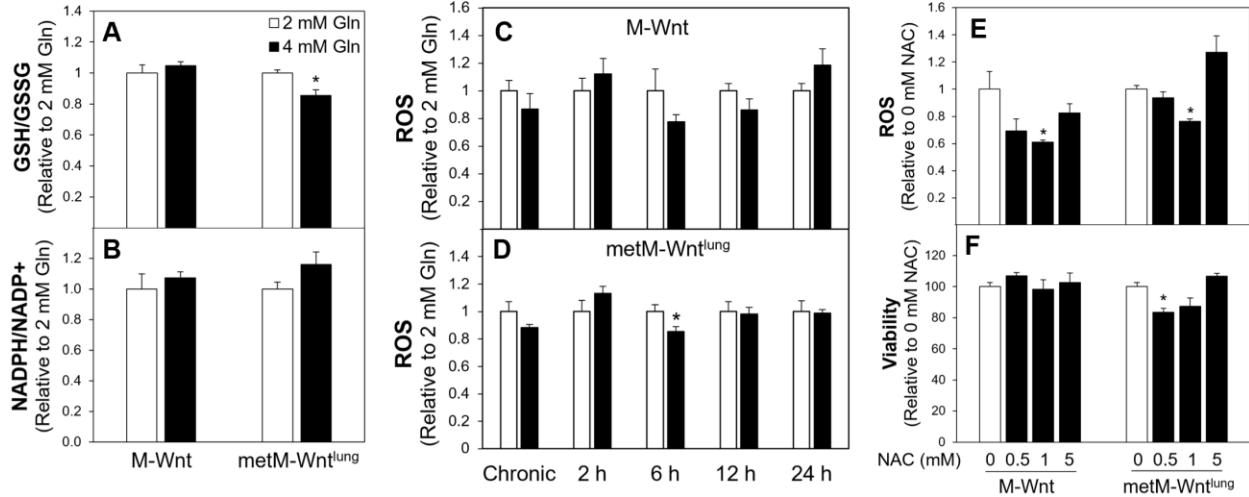 A
2 mM Gln
4 mM Gln
GSH/GSSG
(Relative to 2 mM Gln)
1.4
1.2
1
0.8
0.6
0.4
0.2
*
B
NADPH/NADP+
(Relative to 2 mM Gln)
1.2
1.0
0.8
0.6
0.4
0.2
0.0
M-Wnt
metM-Wntlung
C
M-Wnt
ROS
(Relative to 2 mM Gln)
1.6
1.4
1.2
1
0.8
0.6
0.4
0.2
D
metM-Wntlung
ROS
(Relative to 2 mM Gln)
1.4
1.2
1
0.8
0.6
0.4
0.2
0
*
Chronic
2 h
6 h
12 h
24 h
E
ROS
(Relative to 0 mM NAC)
1.6
1.4
1.2
1
0.8
0.6
0.4
0.2
*
*
F
Viability
(Relative to 0 mM NAC)
120
100
80
60
40
20
0
*
NAC (mM)
0 0.5 1 5
0 0.5 1 5
M-Wnt
metM-Wntlung